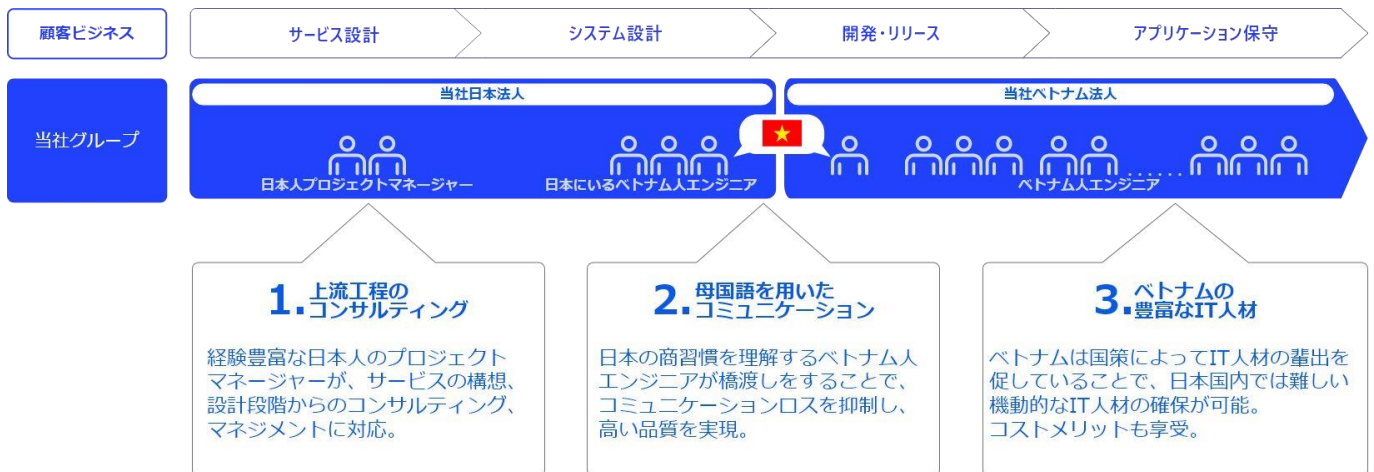 顧客ビジネス
サービス設計
システム設計
開発・リリース
アプリケーション保守
当社グループ
当社日本法人
当社ベトナム法人
日本人プロジェクトマネージャー
日本にいるベトナム人エンジニア
......
ベトナム人エンジニア
1.上流工程の
コンサルティング
経験豊富な日本人のプロジェクト
マネージャーが、サービスの構想、
設計段階からのコンサルティング、
マネジメントに対応。
2.母国語を用いた
コミュニケーション
日本の商習慣を理解するベトナム人
エンジニアが橋渡しをすることで、
コミュニケーションロスを抑制し、
高い品質を実現。
3.ベトナムの
豊富なIT人材
ベトナムは国策によってIT人材の輩出を
促していることで、日本国内では難しい
機動的なIT人材の確保が可能。
コストメリットも享受。